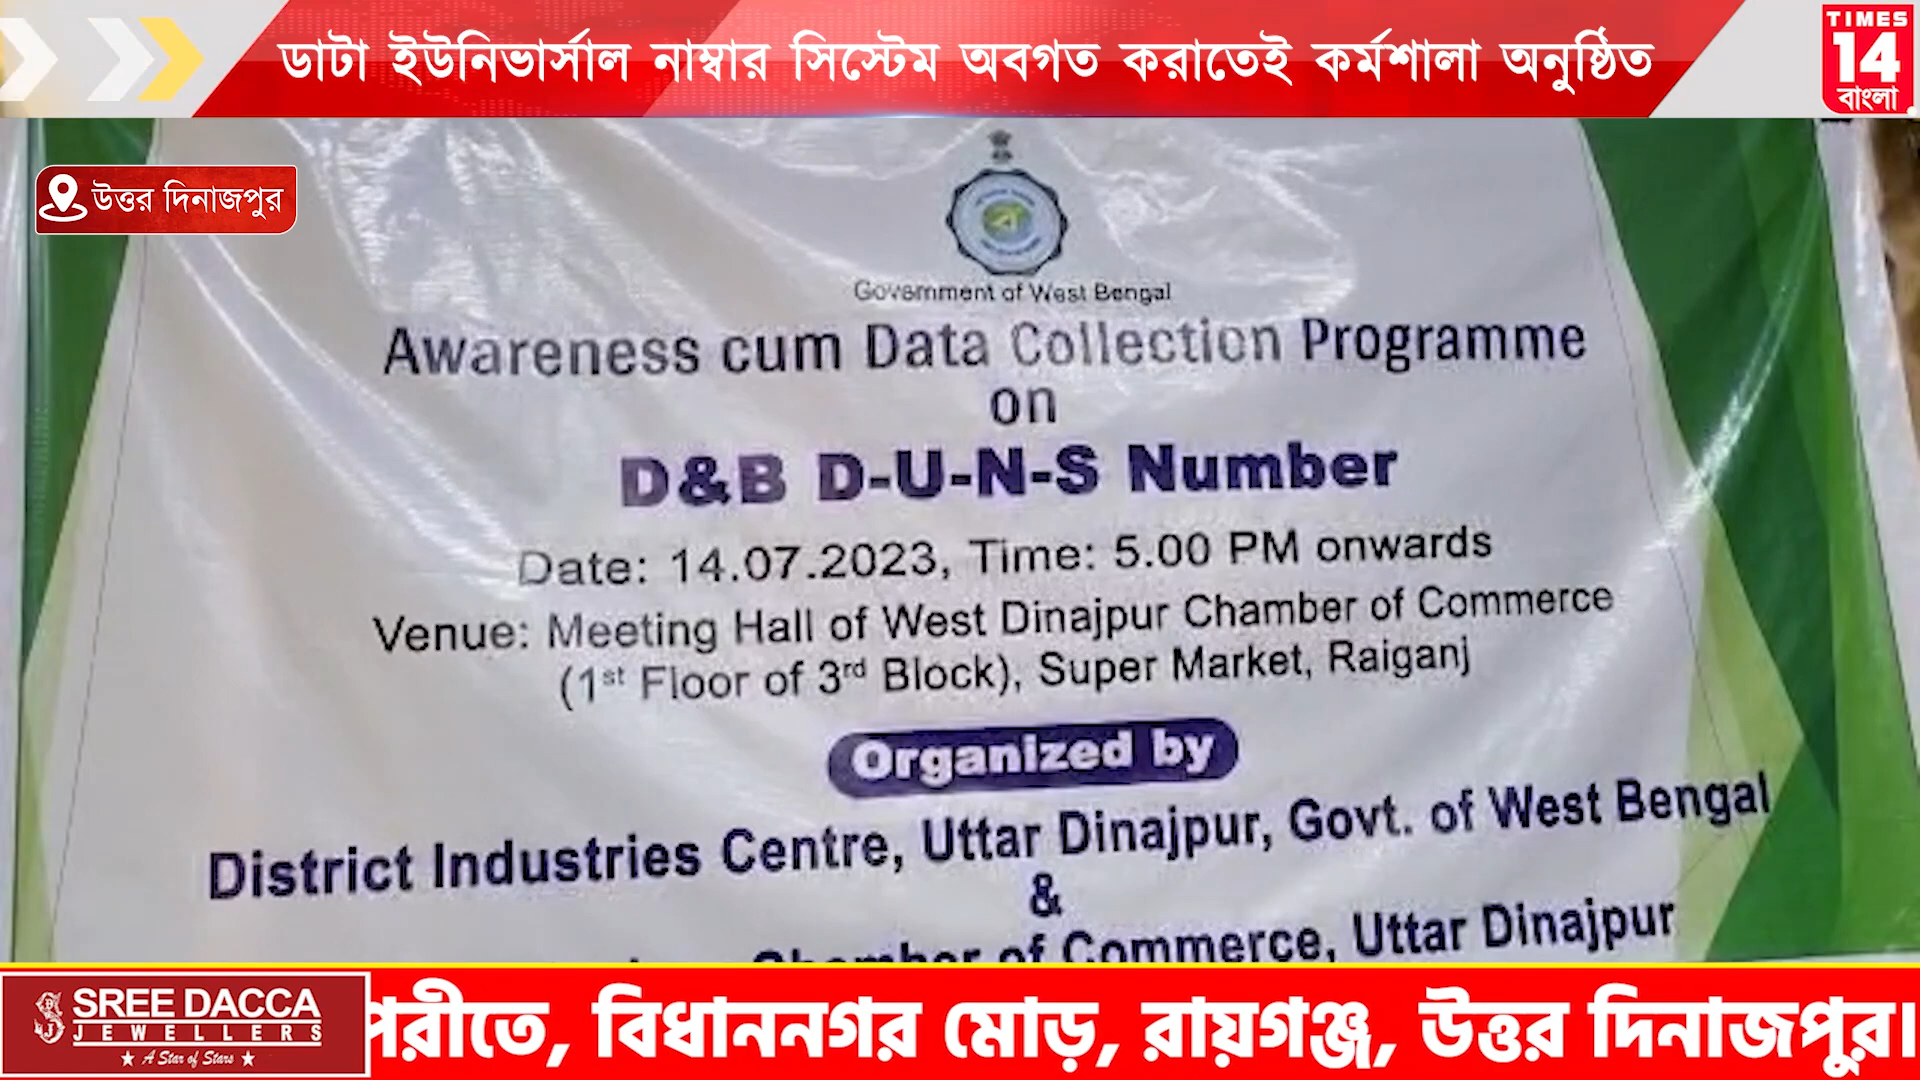 ডাটা ইউনিভার্সাল নাম্বার সিস্টেম অবগত করাতেই কর্মশালা অনুষ্ঠিত
TIMES
14
বাংলা
উত্তর দিনাজপুর
Government of West Bengal
Awareness cum Data Collection Programme
on
D&B D-U-N-S Number
Date: 14.07.2023, Time: 5.00 PM onwards
Venue: Meeting Hall of West Dinajpur Chamber of Commerce
(1st Floor of 3rd Block), Super Market, Raiganj
Organized by
District Industries Centre, Uttar Dinajpur, Govt. of West Bengal
&
Chamber of Commerce, Uttar Dinajpur
SREE DACCA
JEWELLERS
A Star of Stars
পরীতে, বিধাননগর মোড়, রায়গঞ্জ, উত্তর দিনাজপুর।